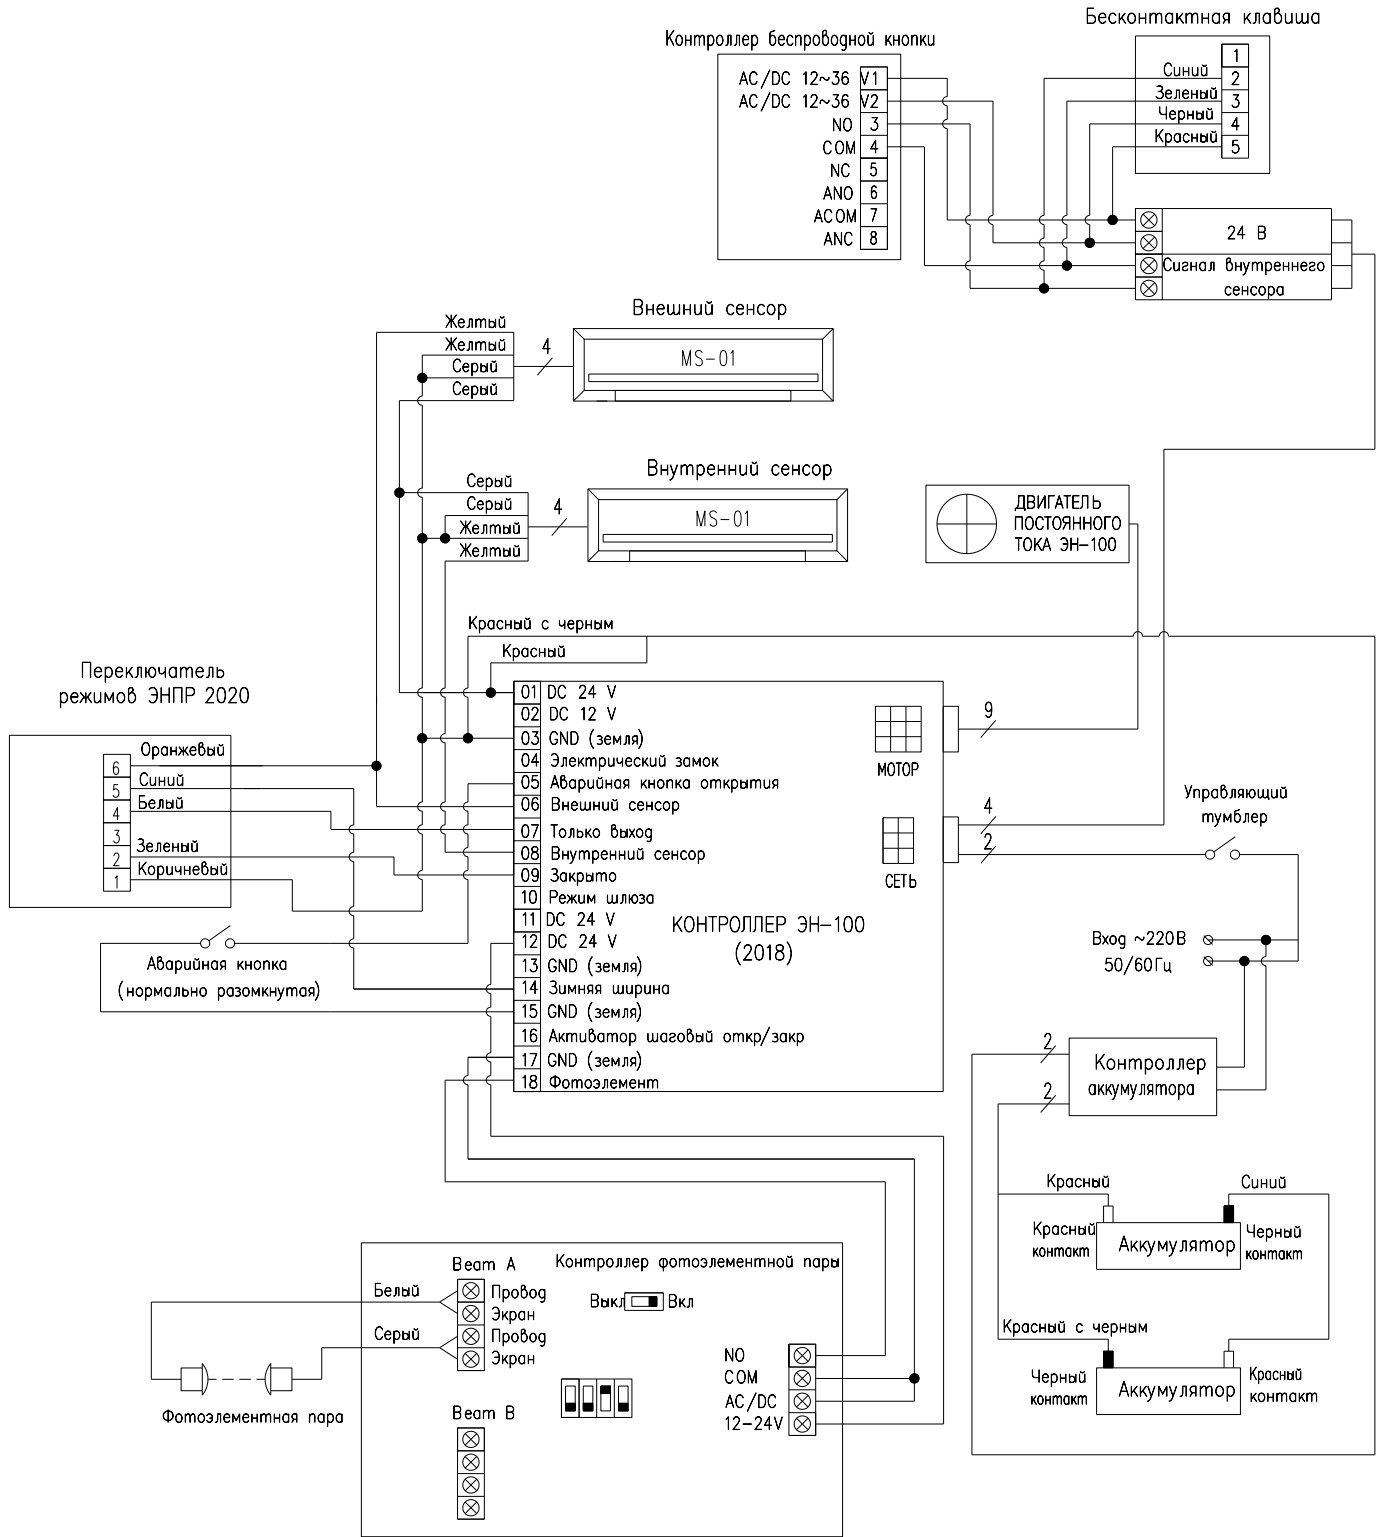 Бесконтактная клавиша
1
Синий 2
Зеленый 3
Черный 4
Красный 5
Контроллер беспроводной кнопки
AC/DC 12~36 V1
AC/DC 12~36 V2
NO 3
COM 4
NC 5
ANO 6
ACOM 7
ANC 8
24 В
Сигнал внутреннего
сенсора
Внешний сенсор
Желтый
Желтый
Серый
Серый
4
MS-01
Внутренний сенсор
Серый
Серый
Желтый
Желтый
4
MS-01
ДВИГАТЕЛЬ
ПОСТОЯННОГО
ТОКА ЭН-100
Красный с черным
Красный
Переключатель
режимов ЭНПР 2020
6 Оранжевый
5 Синий
4 Белый
3
2 Зеленый
1 Коричневый
Аварийная кнопка
(нормально разомкнутая)
01 DC 24 V
02 DC 12 V
03 GND (земля)
04 Электрический замок
05 Аварийная кнопка открытия
06 Внешний сенсор
07 Только выход
08 Внутренний сенсор
09 Закрыто
10 Режим шлюза
11 DC 24 V
12 DC 24 V
13 GND (земля)
14 Зимняя ширина
15 GND (земля)
16 Активатор шаговый откр/закр
17 GND (земля)
18 Фотоэлемент
КОНТРОЛЛЕР ЭН-100
(2018)
МОТОР
9
СЕТЬ
4
2
Управляющий
тумблер
Вход ~220В
50/60Гц
2
2
Контроллер
аккумулятора
Красный
Синий
Красный
контакт
Аккумулятор
Черный
контакт
Красный с черным
Черный
контакт
Аккумулятор
Красный
контакт
Контроллер фотоэлементной пары
Beam A
Белый
Провод
Экран
Серый
Провод
Экран
Выкл Вкл
Фотоэлементная пара
Beam B
NO
COM
AC/DC
12-24V